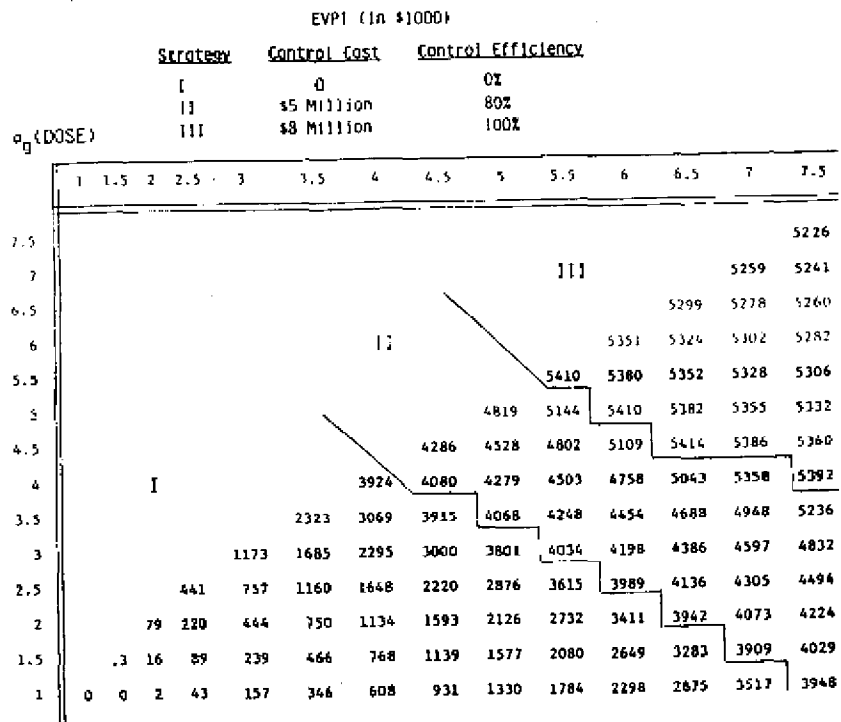 EVPI (in $1000)
Strategy Control Cost Control Efficiency
I 0 0%
II $5 Million 80%
III $8 Million 100%
σg(DOSE)
1 1.5 2 2.5 3 3.5 4 4.5 5 5.5 6 6.5 7 7.5
7.5 5226
7 III 5259 5241
6.5 5299 5278 5260
6 II 5351 5324 5302 5282
5.5 5410 5380 5352 5328 5306
5 4819 5144 5410 5382 5355 5332
4.5 4286 4528 4802 5109 5414 5386 5360
4 I 3924 4080 4279 4503 4758 5043 5358 5392
3.5 2323 3069 3915 4068 4248 4454 4688 4948 5236
3 1173 1685 2295 3000 3801 4034 4198 4386 4597 4832
2.5 441 757 1160 1648 2220 2876 3615 3989 4136 4305 4494
2 79 220 444 750 1134 1593 2126 2732 3411 3942 4073 4224
1.5 .3 16 89 239 466 768 1139 1577 2080 2649 3283 3909 4029
1 0 0 2 43 157 346 608 931 1330 1784 2298 2875 3517 3948